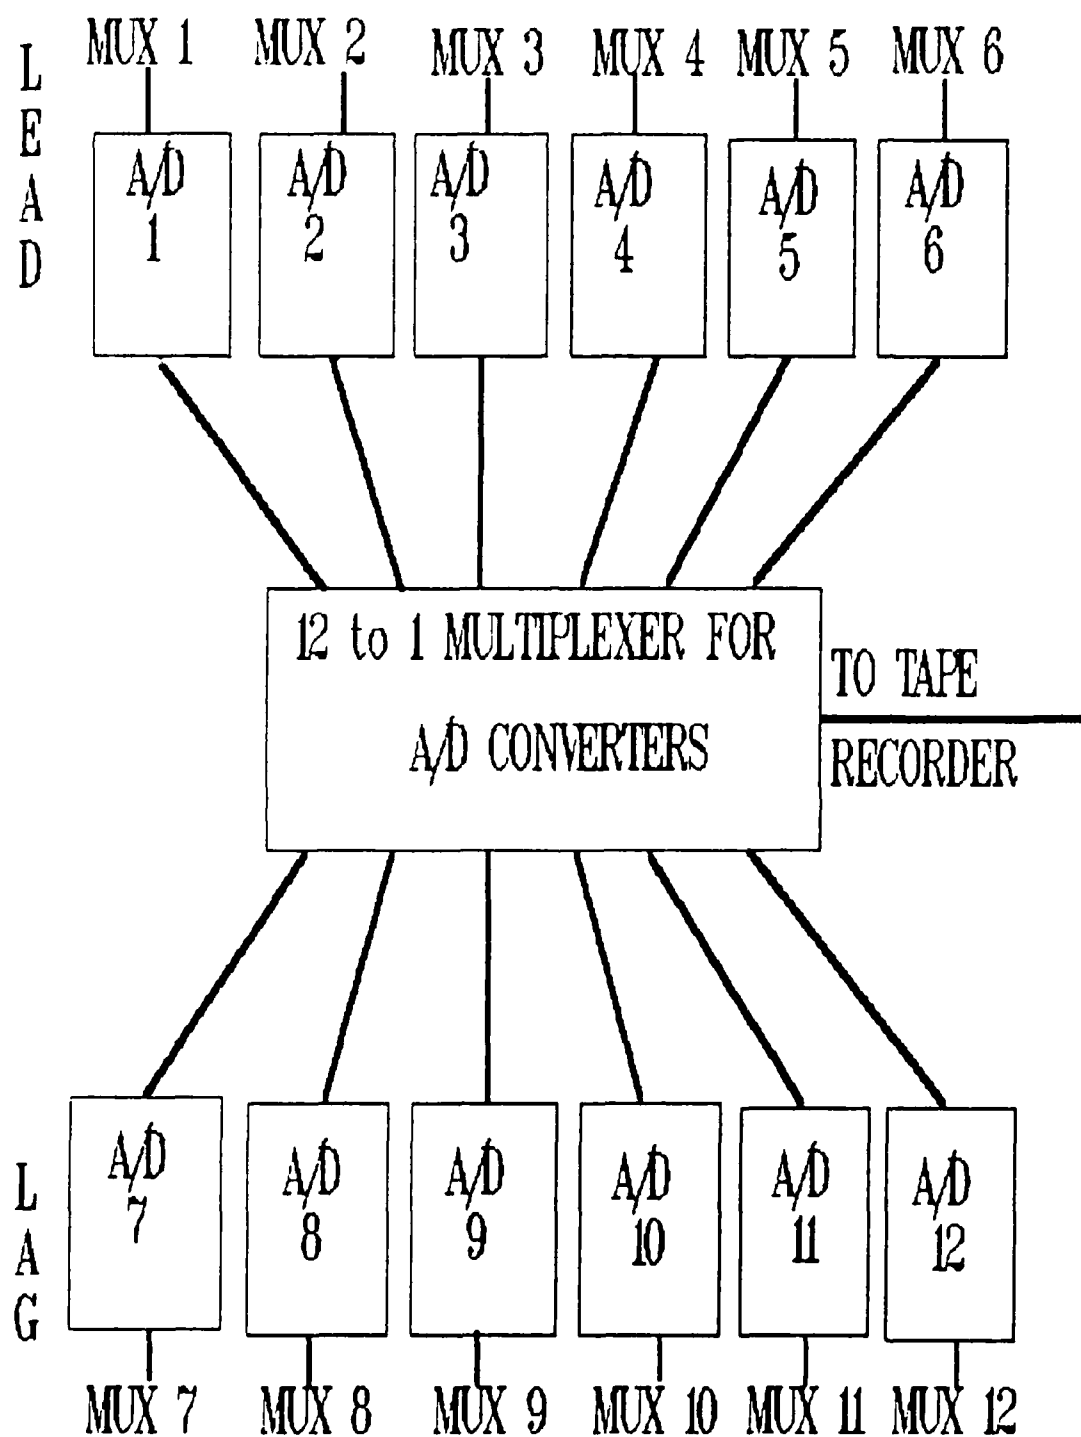 LEAD
MUX 1 MUX 2 MUX 3 MUX 4 MUX 5 MUX 6
A/D 1
A/D 2
A/D 3
A/D 4
A/D 5
A/D 6
12 to 1 MULTIPLEXER FOR
A/D CONVERTERS
TO TAPE
RECORDER
LAG
A/D 7
A/D 8
A/D 9
A/D 10
A/D 11
A/D 12
MUX 7 MUX 8 MUX 9 MUX 10 MUX 11 MUX 12